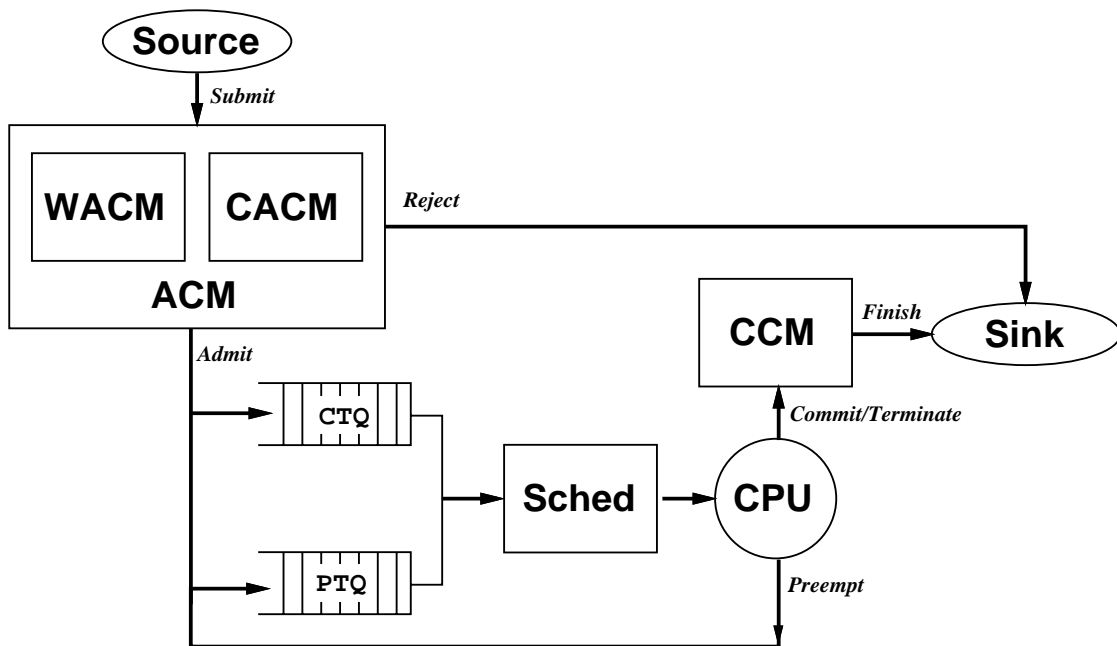 Source
Submit
WACM
CACM
Reject
ACM
Admit
CCM
Finish
Sink
CTQ
Commit/Terminate
Sched
CPU
PTQ
Preempt